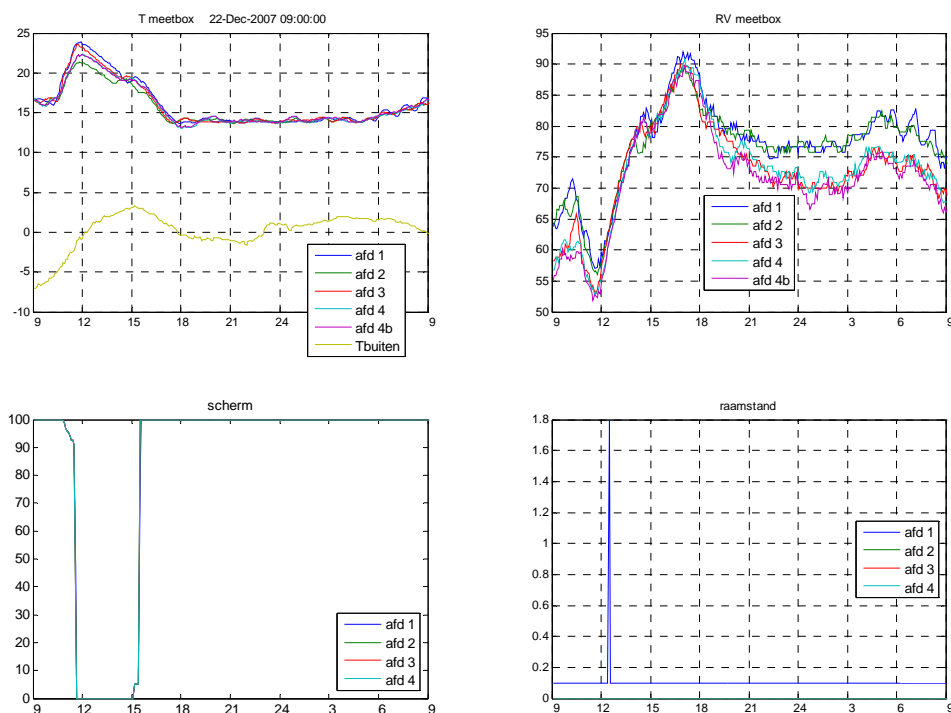 T meetbox 22-Dec-2007 09:00:00
25
20
15
10
5
0
-5
-10
9 12 15 18 21 24 3 6 9
afd 1
afd 2
afd 3
afd 4
afd 4b
Tbuiten
RV meetbox
95
90
85
80
75
70
65
60
55
50
9 12 15 18 21 24 3 6 9
afd 1
afd 2
afd 3
afd 4
afd 4b
scherm
100
90
80
70
60
50
40
30
20
10
0
9 12 15 18 21 24 3 6 9
afd 1
afd 2
afd 3
afd 4
raamstand
1.8
1.6
1.4
1.2
1
0.8
0.6
0.4
0.2
0
9 12 15 18 21 24 3 6 9
afd 1
afd 2
afd 3
afd 4